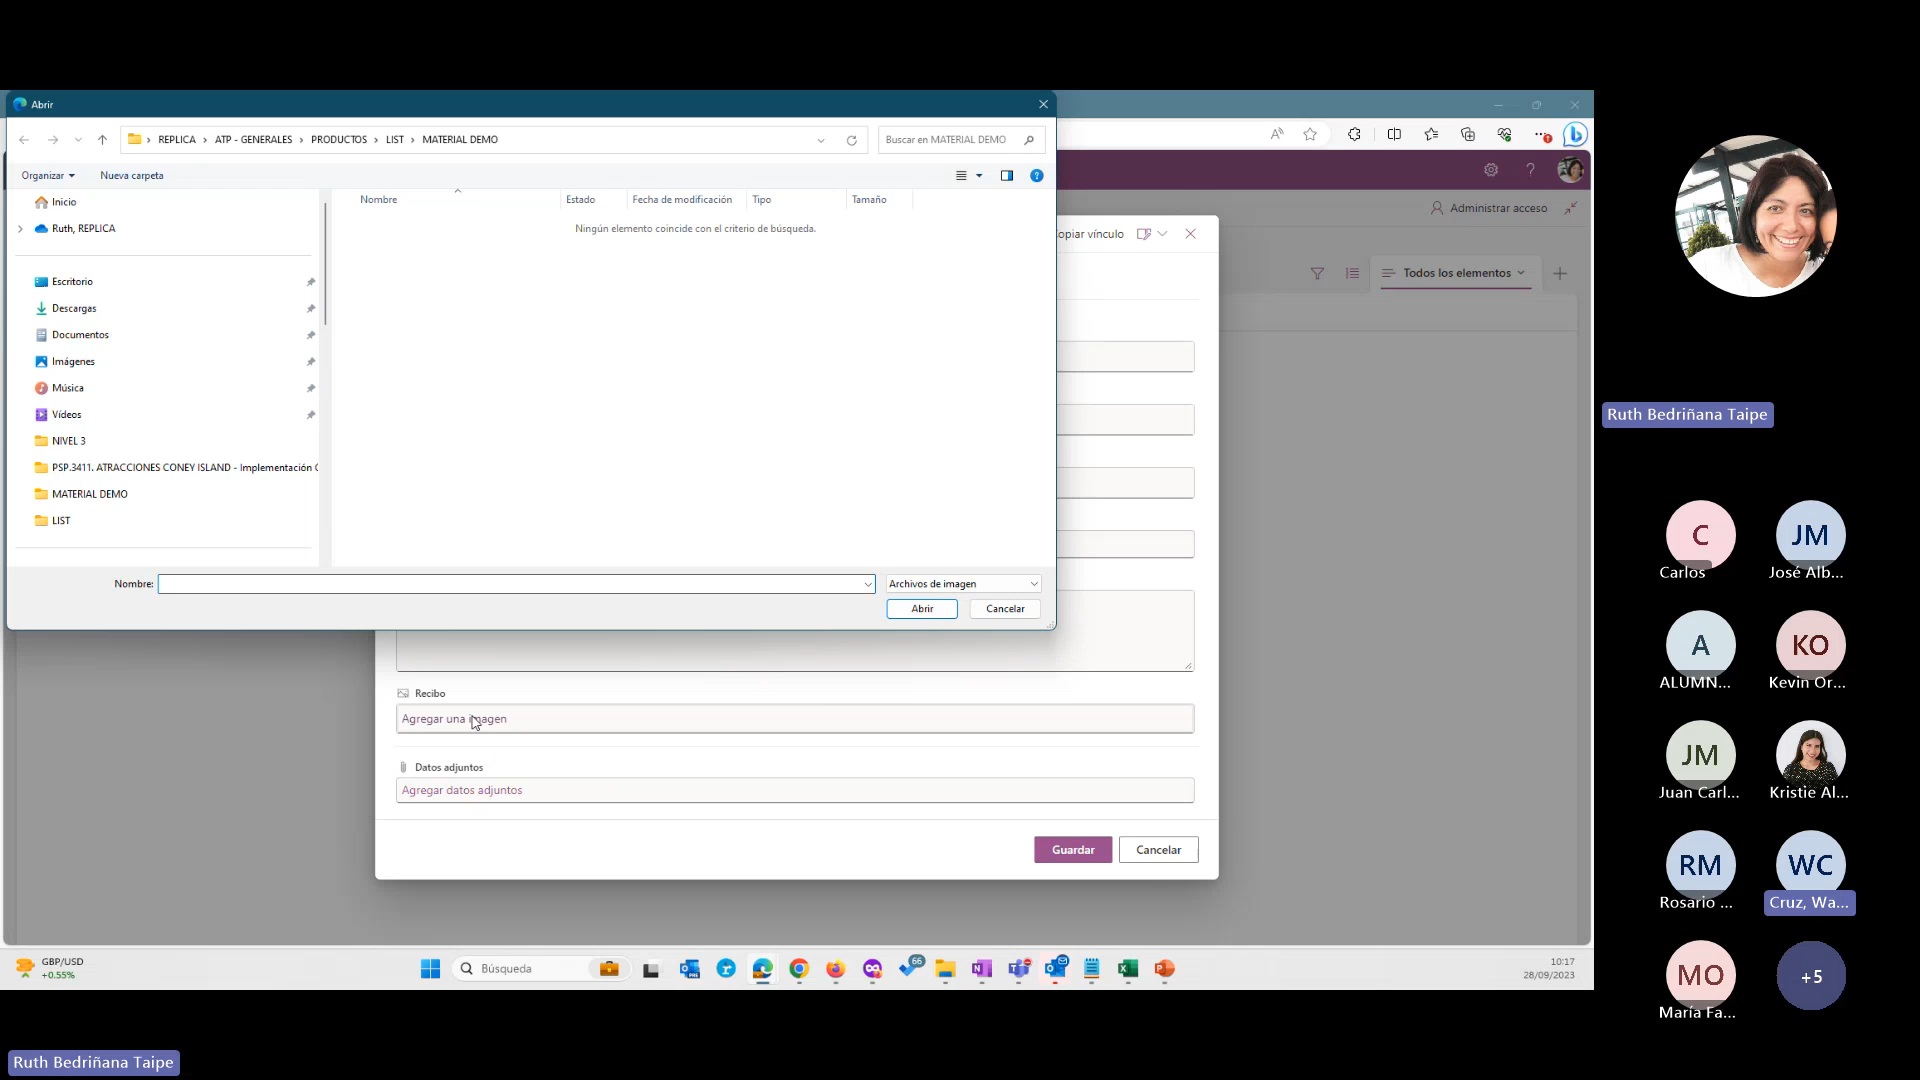 Abrir
REPLICA > ATP - GENERALES > PRODUCTOS > LIST > MATERIAL DEMO
Buscar en MATERIAL DEMO
Organizar
Nueva carpeta
Administrar acceso
Inicio
Ruth, REPLICA
Nombre
Estado
Fecha de modificación
Tipo
Tamaño
Ningún elemento coincide con el criterio de búsqueda.
opiar vínculo
Todos los elementos
Escritorio
Descargas
Documentos
Imágenes
Música
Vídeos
NIVEL 3
PSP.3411. ATRACCIONES CONEY ISLAND - Implementación
MATERIAL DEMO
LIST
Nombre:
Archivos de imagen
Abrir
Cancelar
Recibo
Agregar una imagen
Datos adjuntos
Agregar datos adjuntos
Guardar
Cancelar
GBP/USD
+0.55%
Búsqueda
66
10:17
28/09/2023
Ruth Bedriñana Taipe
C
Carlos
JM
José Alb...
A
ALUMN...
KO
Kevin Or...
JM
Juan Carl...
Kristie Al...
RM
Rosario ...
WC
Cruz, Wa...
MO
María Fa...
+5
Ruth Bedriñana Taipe